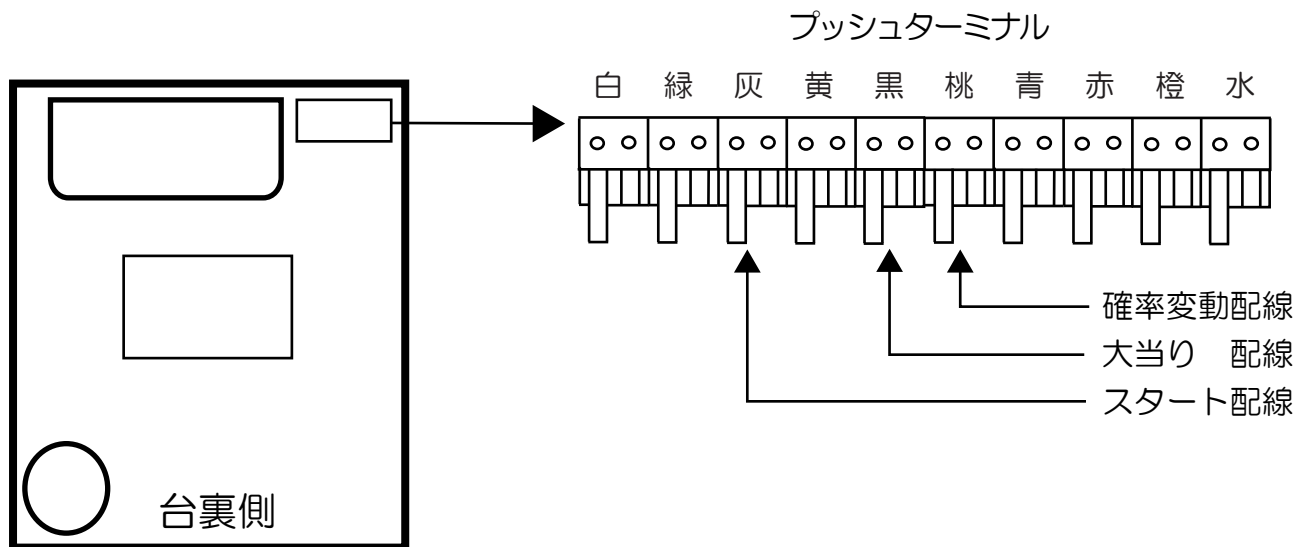 プッシュターミナル
白 緑 灰 黄 黒 桃 青 赤 橙 水
確率変動配線
大当り　配線
スタート配線
台裏側